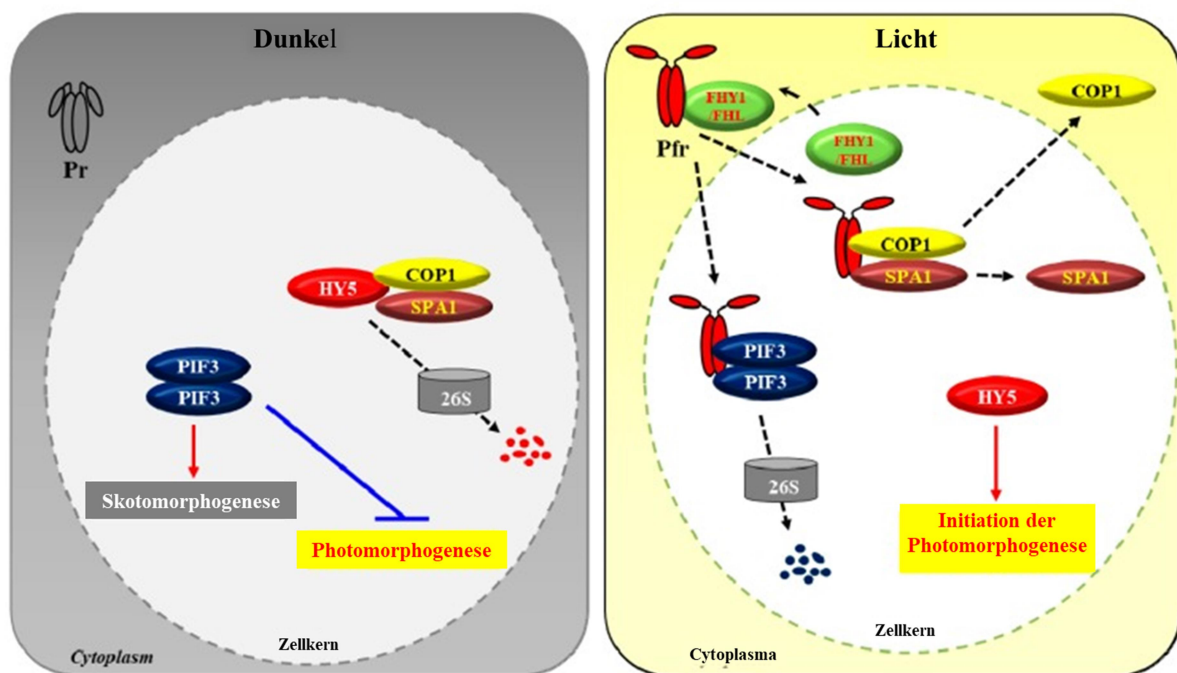 Dunkel
Pr
HY5
COP1
SPA1
PIF3
PIF3
26S
Skotomorphogenese
Photomorphogenese
Zellkern
Cytoplasm
Licht
FHY1
/FHL
Pfr
FHY1
/FHL
COP1
COP1
SPA1
SPA1
PIF3
PIF3
HY5
26S
Initiation der
Photomorphogenese
Zellkern
Cytoplasma